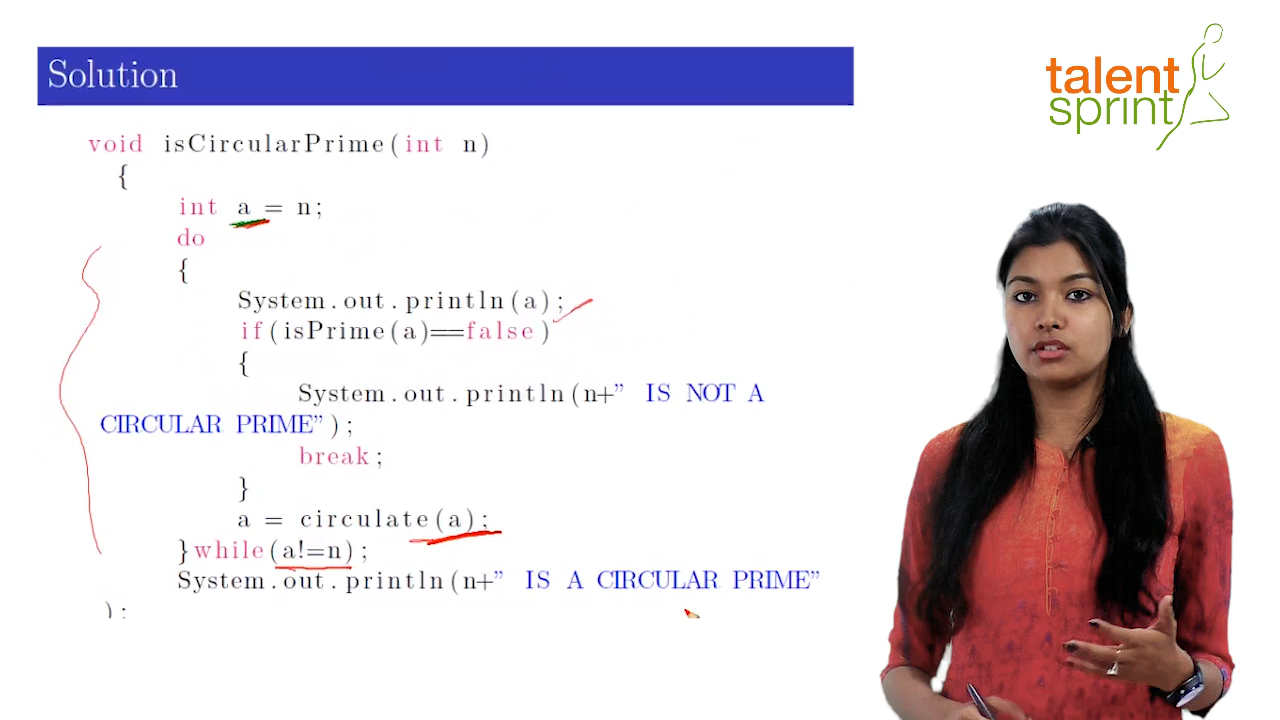 Solution
talent
sprint
void isCircularPrime(int n)
{
int a = n;
do
{
System.out.println(a);
if(isPrime(a)==false)
{
System.out.println(n+” IS NOT A
CIRCULAR PRIME”);
break;
}
a = circulate(a);
}while(a!=n);
System.out.println(n+” IS A CIRCULAR PRIME”
);